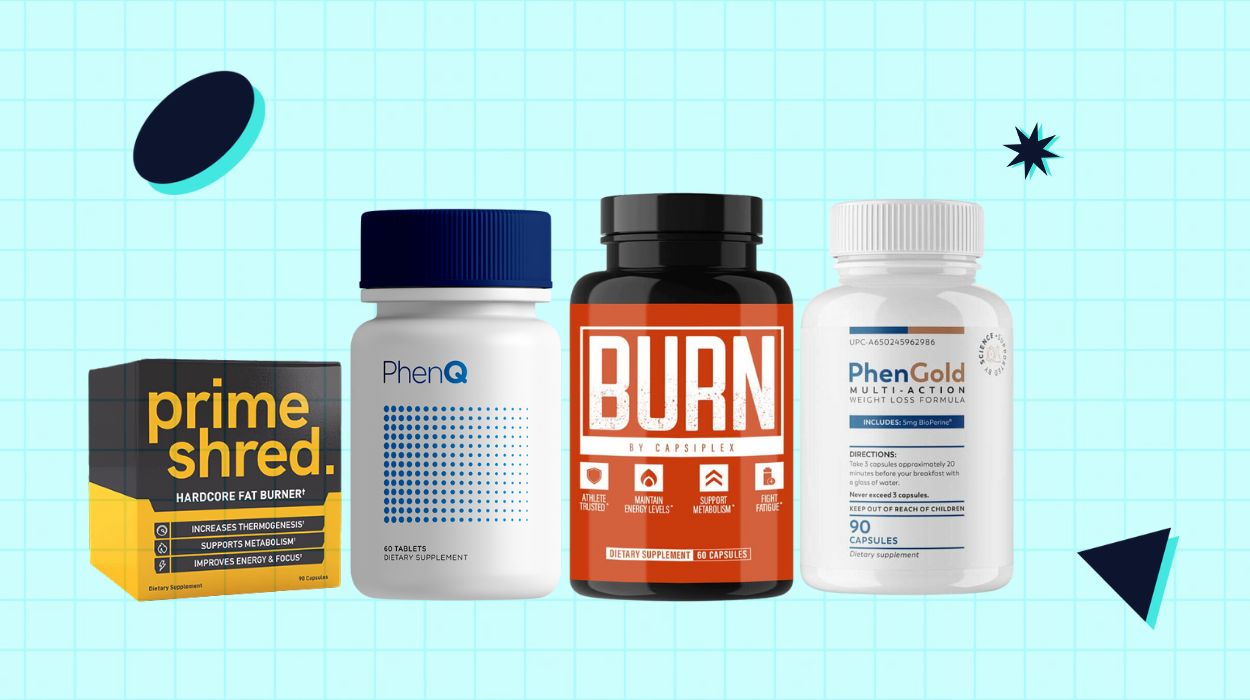 prime
shred.
HARDCORE FAT BURNER†
INCREASES THERMOGENESIS†
SUPPORTS METABOLISM†
IMPROVES ENERGY & FOCUS†
Dietary Supplement
90 Capsules
PhenQ
60 TABLETS
DIETARY SUPPLEMENT
BURN
BY CAPSIPLEX
ATHLETE
TRUSTED*
MAINTAIN
ENERGY LEVELS*
SUPPORT
METABOLISM*
FIGHT
FATIGUE*
DIETARY SUPPLEMENT 60 CAPSULES
UPC-A650245962986
SCIENCE • SUPPORTED BY
PhenGold
MULTI-ACTION
WEIGHT LOSS FORMULA
INCLUDES: 5mg BioPerine®
DIRECTIONS:
Take 3 capsules approximately 20
minutes before your breakfast with
a glass of water.
Never exceed 3 capsules.
KEEP OUT OF REACH OF CHILDREN
90
CAPSULES
Dietary supplement